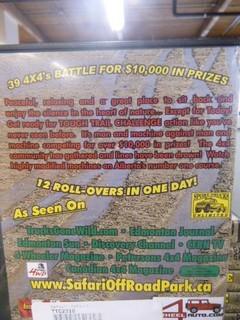 39 4X4's BATTLE FOR $10,000 IN PRIZES
Peaceful, relaxing and a great place to sit back and
enjoy the silence in the heart of nature... Except for Today!
Get ready for TOUGH TRAIL CHALLENGE action like you've
never seen before. It's man and machine against man and
machine competing for over $10,000 in prizes! The 4x4
community has gathered and lines have been drawn! Watch
highly modified machines on Alberta's number one course.
12 ROLL-OVERS IN ONE DAY!
As Seen On
TrucksGoneWild.com - Edmonton Journal
Edmonton Sun - Discovery Channel - CFRN TV
4 Wheeler Magazine - Petersons 4x4 Magazine
Canadian 4x4 Magazine
www.SafariOffRoadPark.ca
4WHEELAUTO.COM